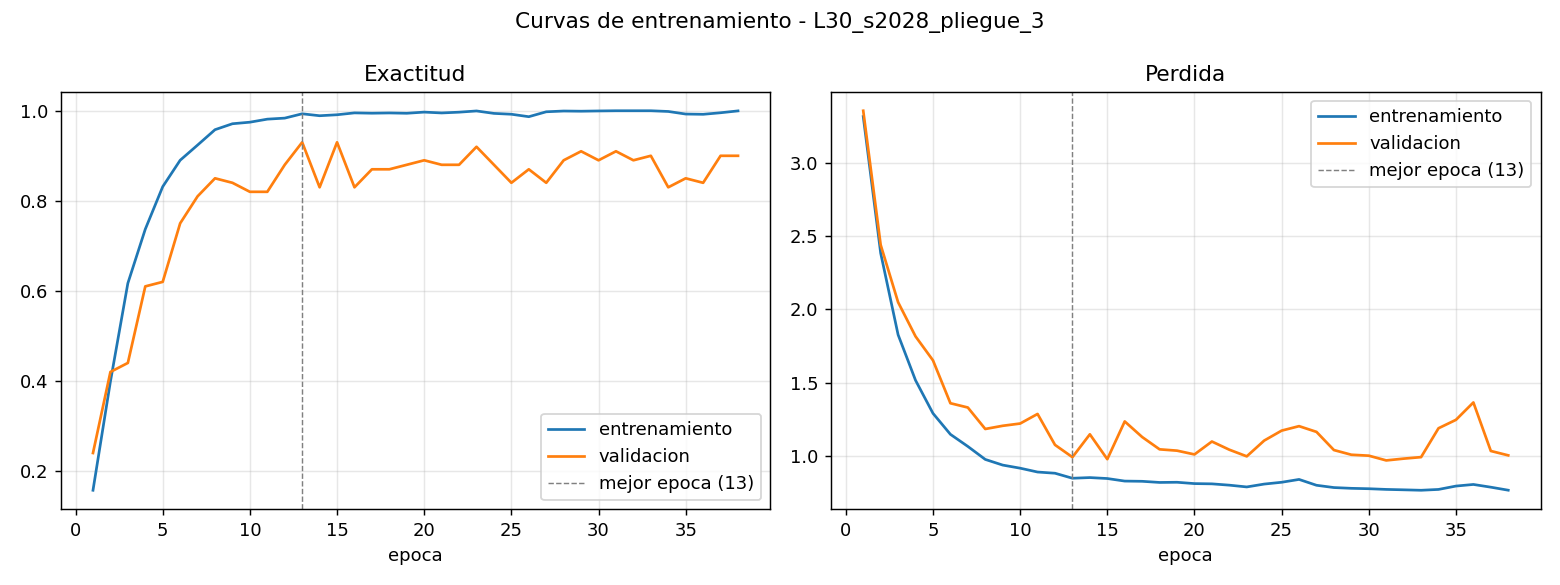 Curvas de entrenamiento - L30_s2028_pliegue_3
Exactitud
1.0
0.8
0.6
0.4
0.2
0 5 10 15 20 25 30 35
epoca
entrenamiento
validacion
mejor epoca (13)
Perdida
3.0
2.5
2.0
1.5
1.0
0 5 10 15 20 25 30 35
epoca
entrenamiento
validacion
mejor epoca (13)